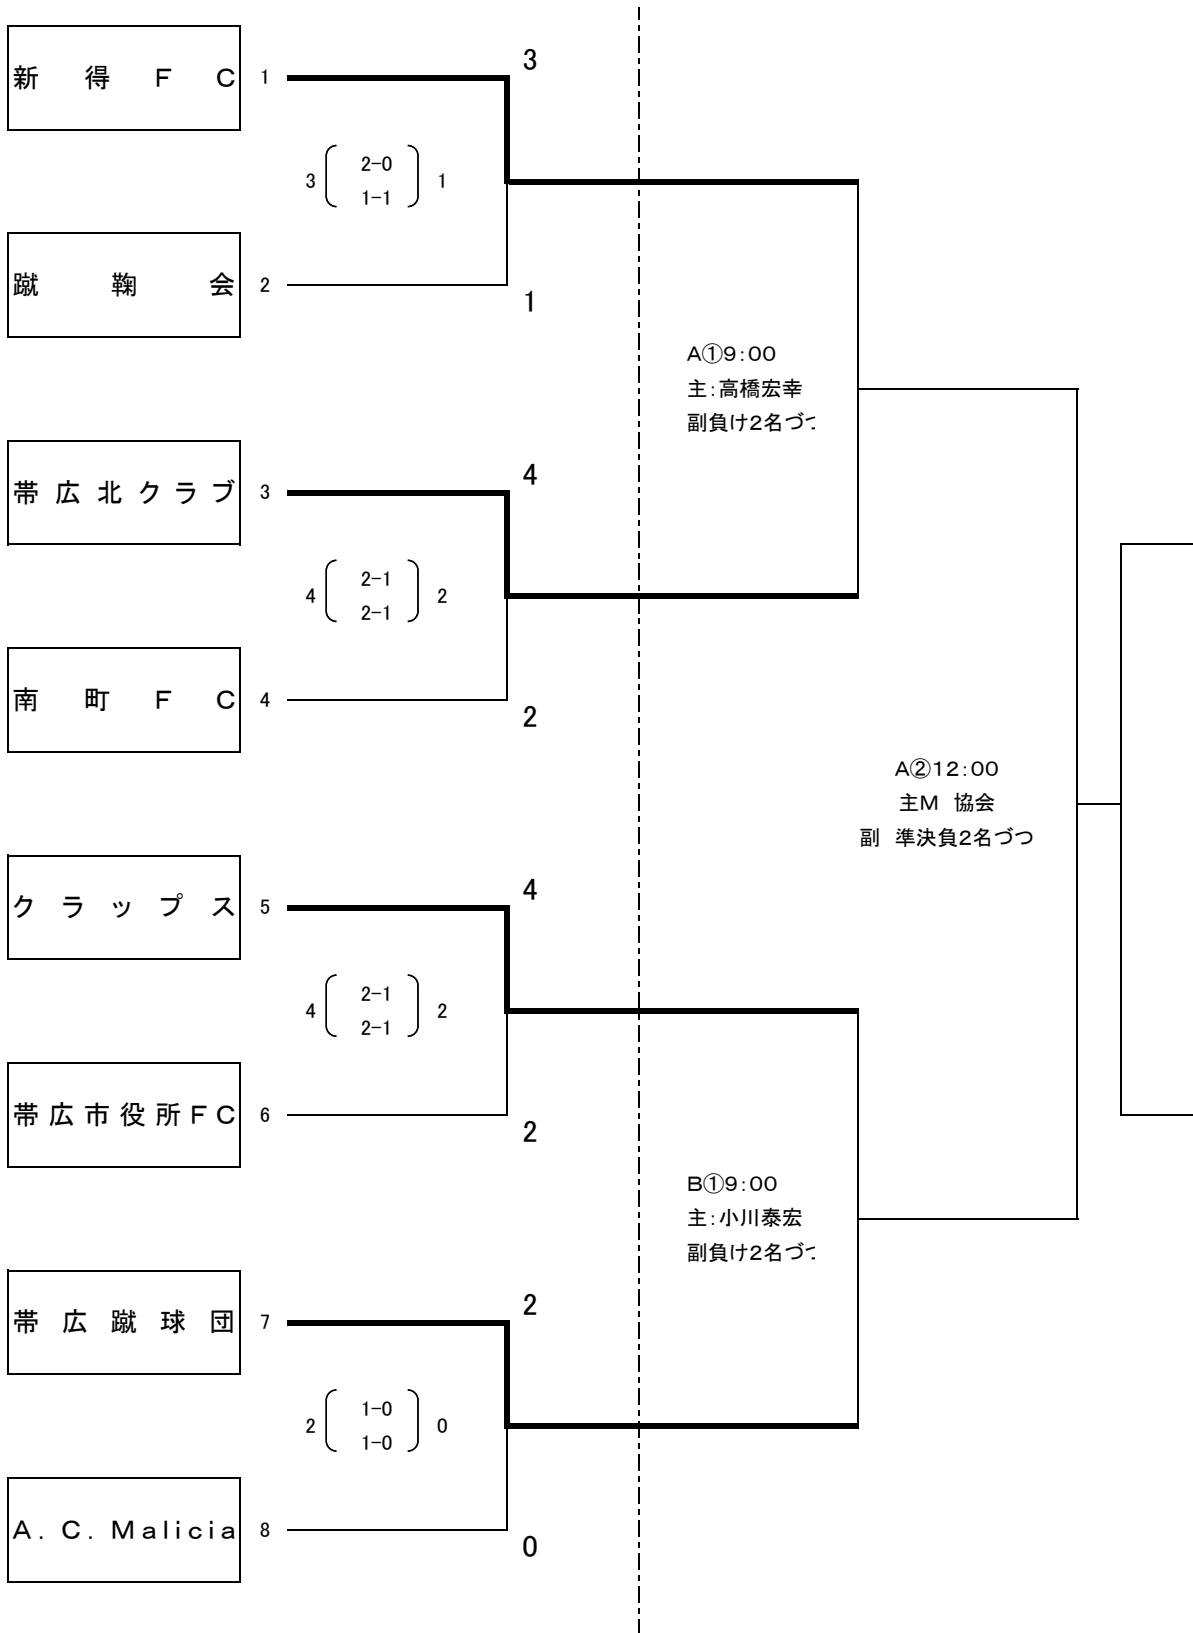 3
新得ＦＣ 1
3 2-0 1
1-1
蹴鞠会 2
1
A①9:00
主:高橋宏幸
副負け2名づつ
4
帯広北クラブ 3
4 2-1 2
2-1
南町ＦＣ 4
2
A②12:00
主M 協会
副 準決負2名づつ
4
クラップス 5
4 2-1 2
2-1
帯広市役所ＦＣ 6
2
B①9:00
主:小川泰宏
副負け2名づつ
2
帯広蹴球団 7
2 1-0 0
1-0
A.C.Malicia 8
0